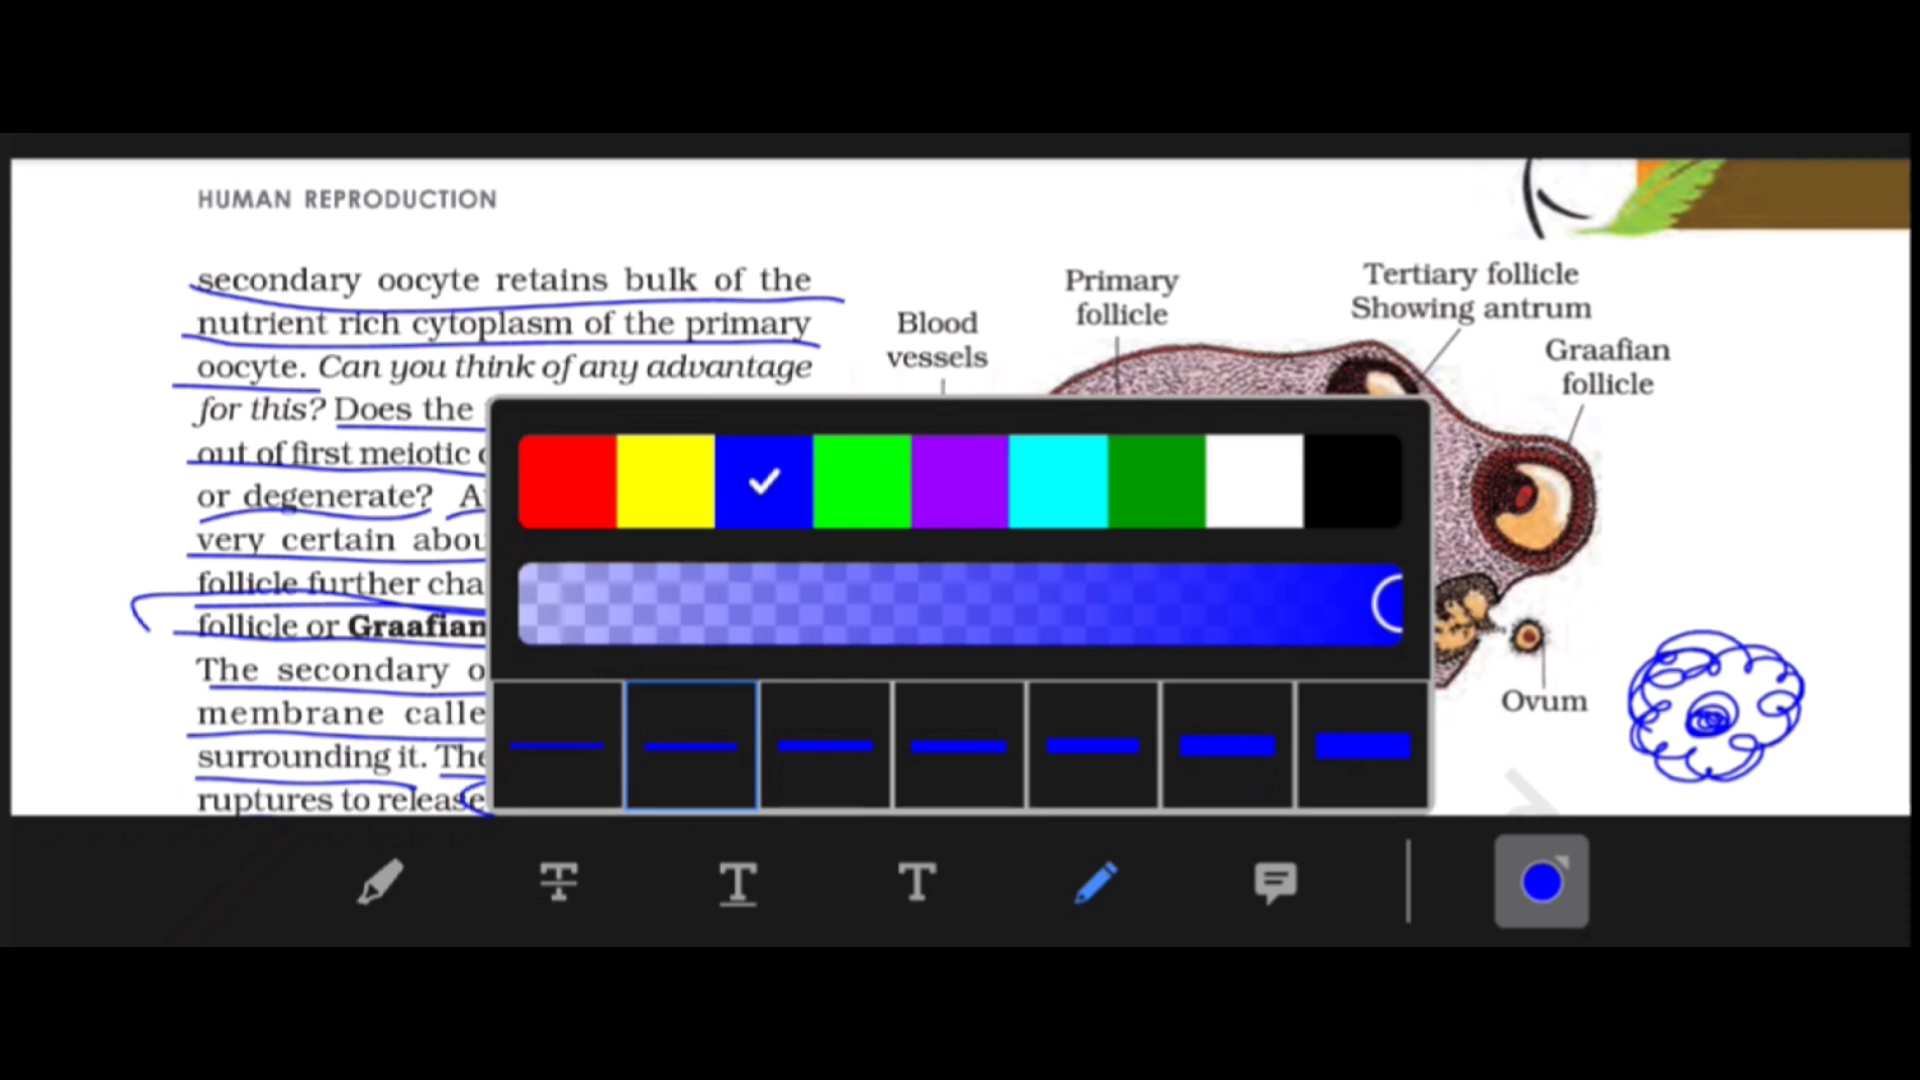 HUMAN REPRODUCTION
secondary oocyte retains bulk of the
nutrient rich cytoplasm of the primary
oocyte. Can you think of any advantage
for this? Does the
out of first meiotic
or degenerate?
very certain
follicle further
follicle or Graafian
The secondary
membrane
surrounding it. The
ruptures to release
Blood
vessels
Primary
follicle
Tertiary follicle
Showing antrum
Graafian
follicle
Ovum